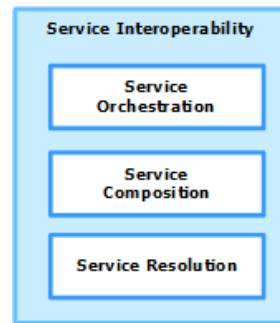 Service Interoperability
Service
Orchestration
Service
Composition
Service Resolution